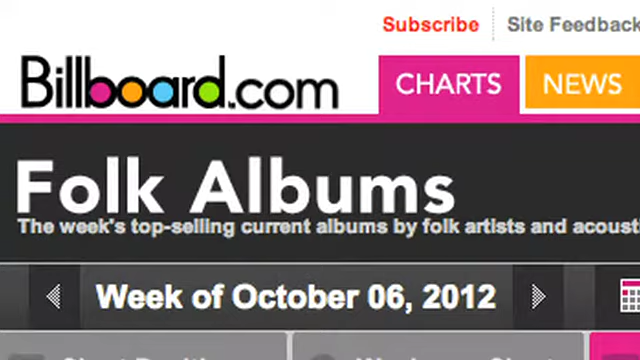 Subscribe Site Feedback
Billboard.com CHARTS NEWS
Folk Albums
The week's top-selling current albums by folk artists and
Week of October 06, 2012